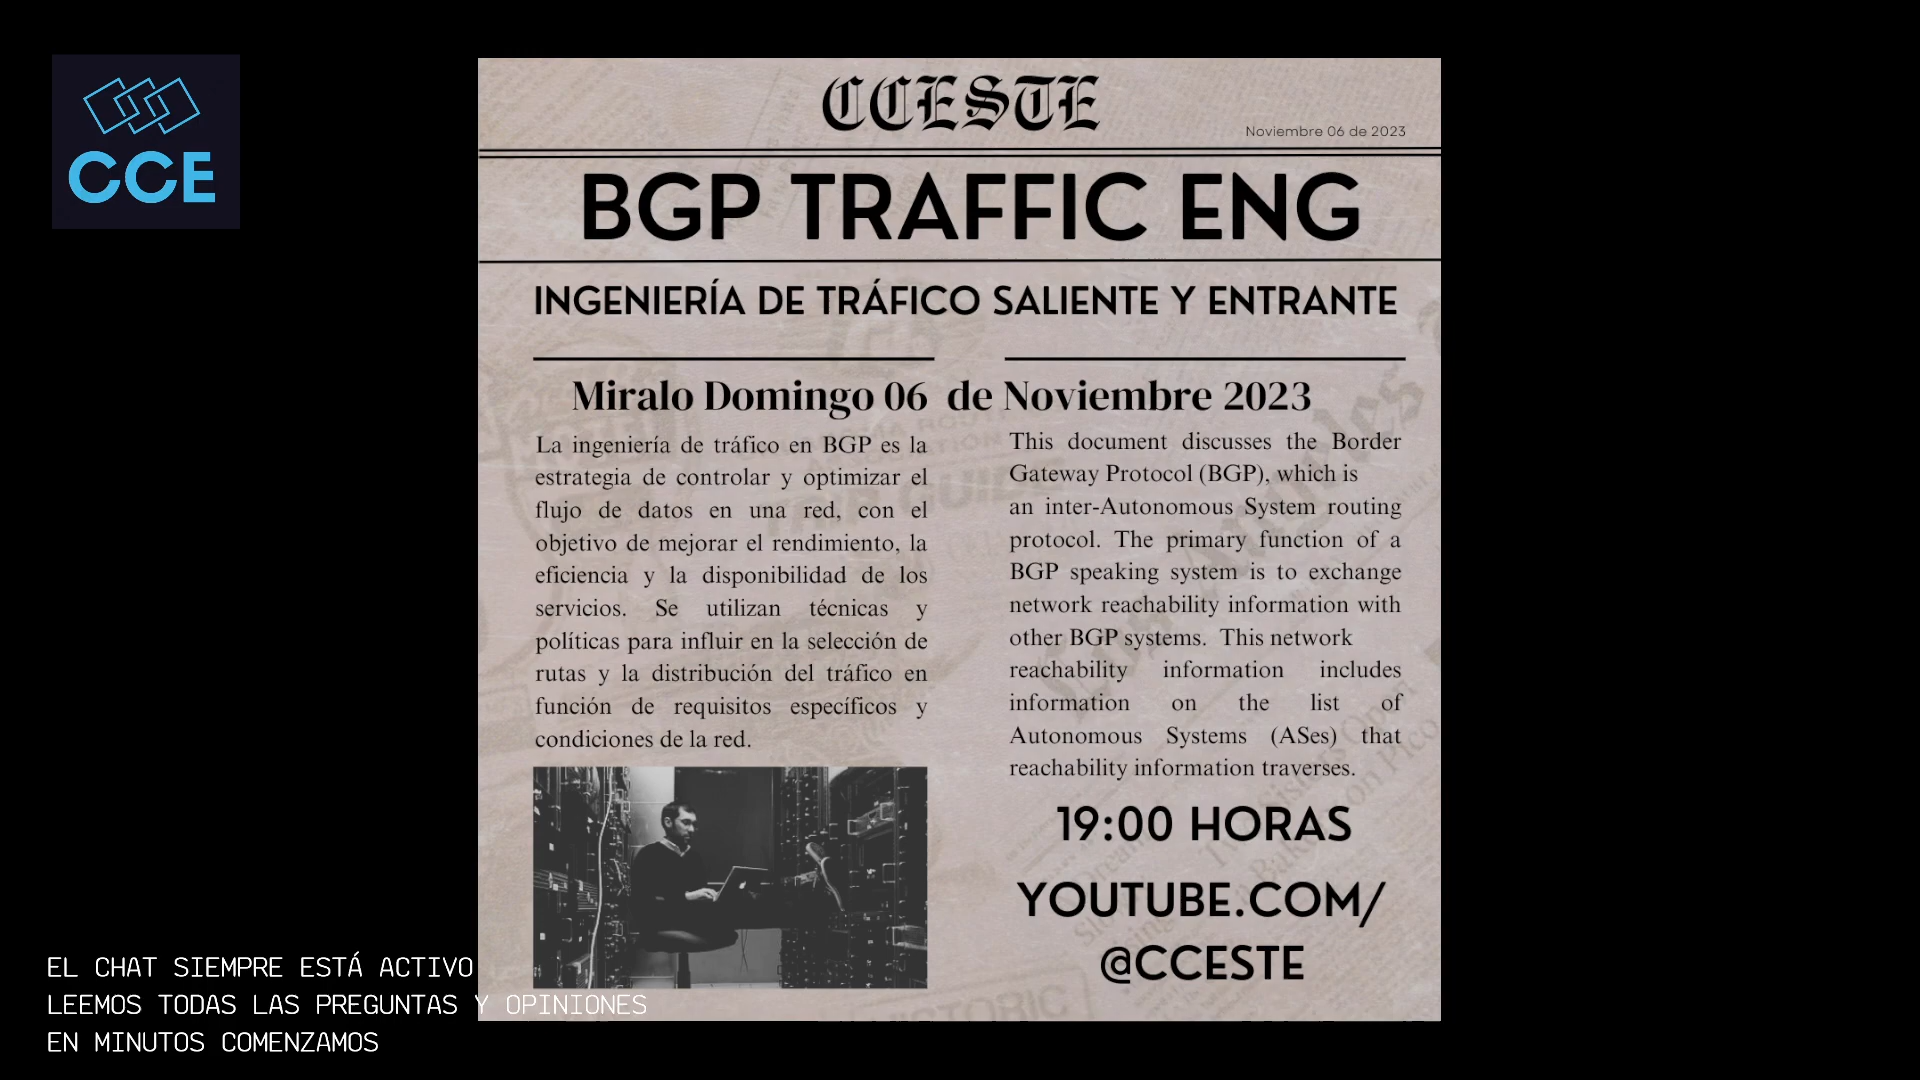 CCE
CCESTE
Noviembre 06 de 2023
BGP TRAFFIC ENG
INGENIERÍA DE TRÁFICO SALIENTE Y ENTRANTE
Miralo Domingo 06 de Noviembre 2023
La ingeniería de tráfico en BGP es la
estrategia de controlar y optimizar el
flujo de datos en una red, con el
objetivo de mejorar el rendimiento, la
eficiencia y la disponibilidad de los
servicios. Se utilizan técnicas y
políticas para influir en la selección de
rutas y la distribución del tráfico en
función de requisitos específicos y
condiciones de la red.
This document discusses the Border
Gateway Protocol (BGP), which is
an inter-Autonomous System routing
protocol. The primary function of a
BGP speaking system is to exchange
network reachability information with
other BGP systems. This network
reachability information includes
information on the list of
Autonomous Systems (ASes) that
reachability information traverses.
19:00 HORAS
YOUTUBE.COM/
@CCESTE
EL CHAT SIEMPRE ESTÁ ACTIVO
LEEMOS TODAS LAS PREGUNTAS Y OPINIONES
EN MINUTOS COMENZAMOS